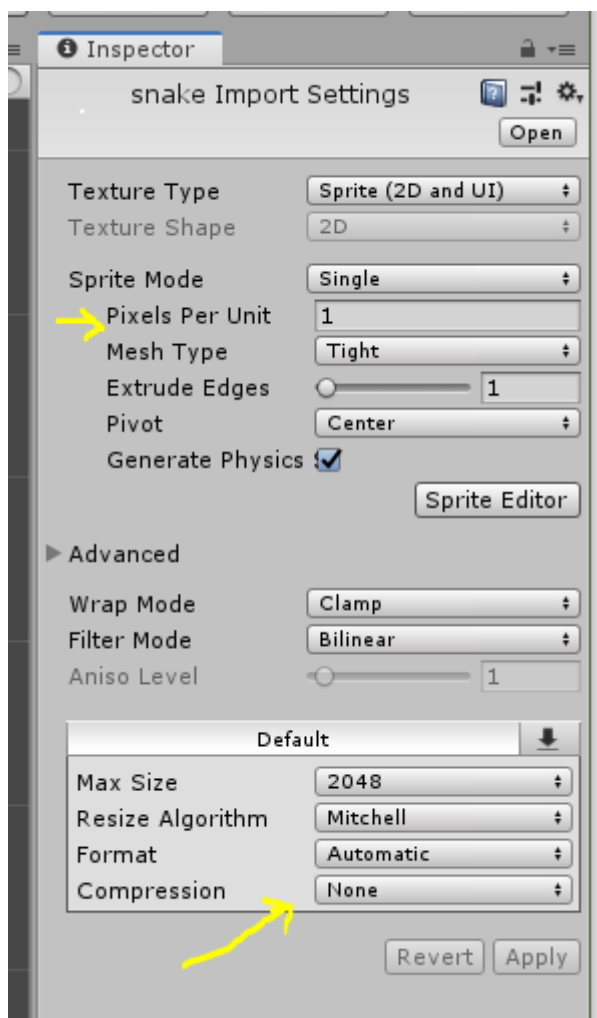 Inspector
snake Import Settings
Open
Texture Type Sprite (2D and UI)
Texture Shape 2D
Sprite Mode Single
Pixels Per Unit 1
Mesh Type Tight
Extrude Edges 1
Pivot Center
Generate Physics S
Sprite Editor
Advanced
Wrap Mode Clamp
Filter Mode Bilinear
Aniso Level 1
Default
Max Size 2048
Resize Algorithm Mitchell
Format Automatic
Compression None
Revert Apply